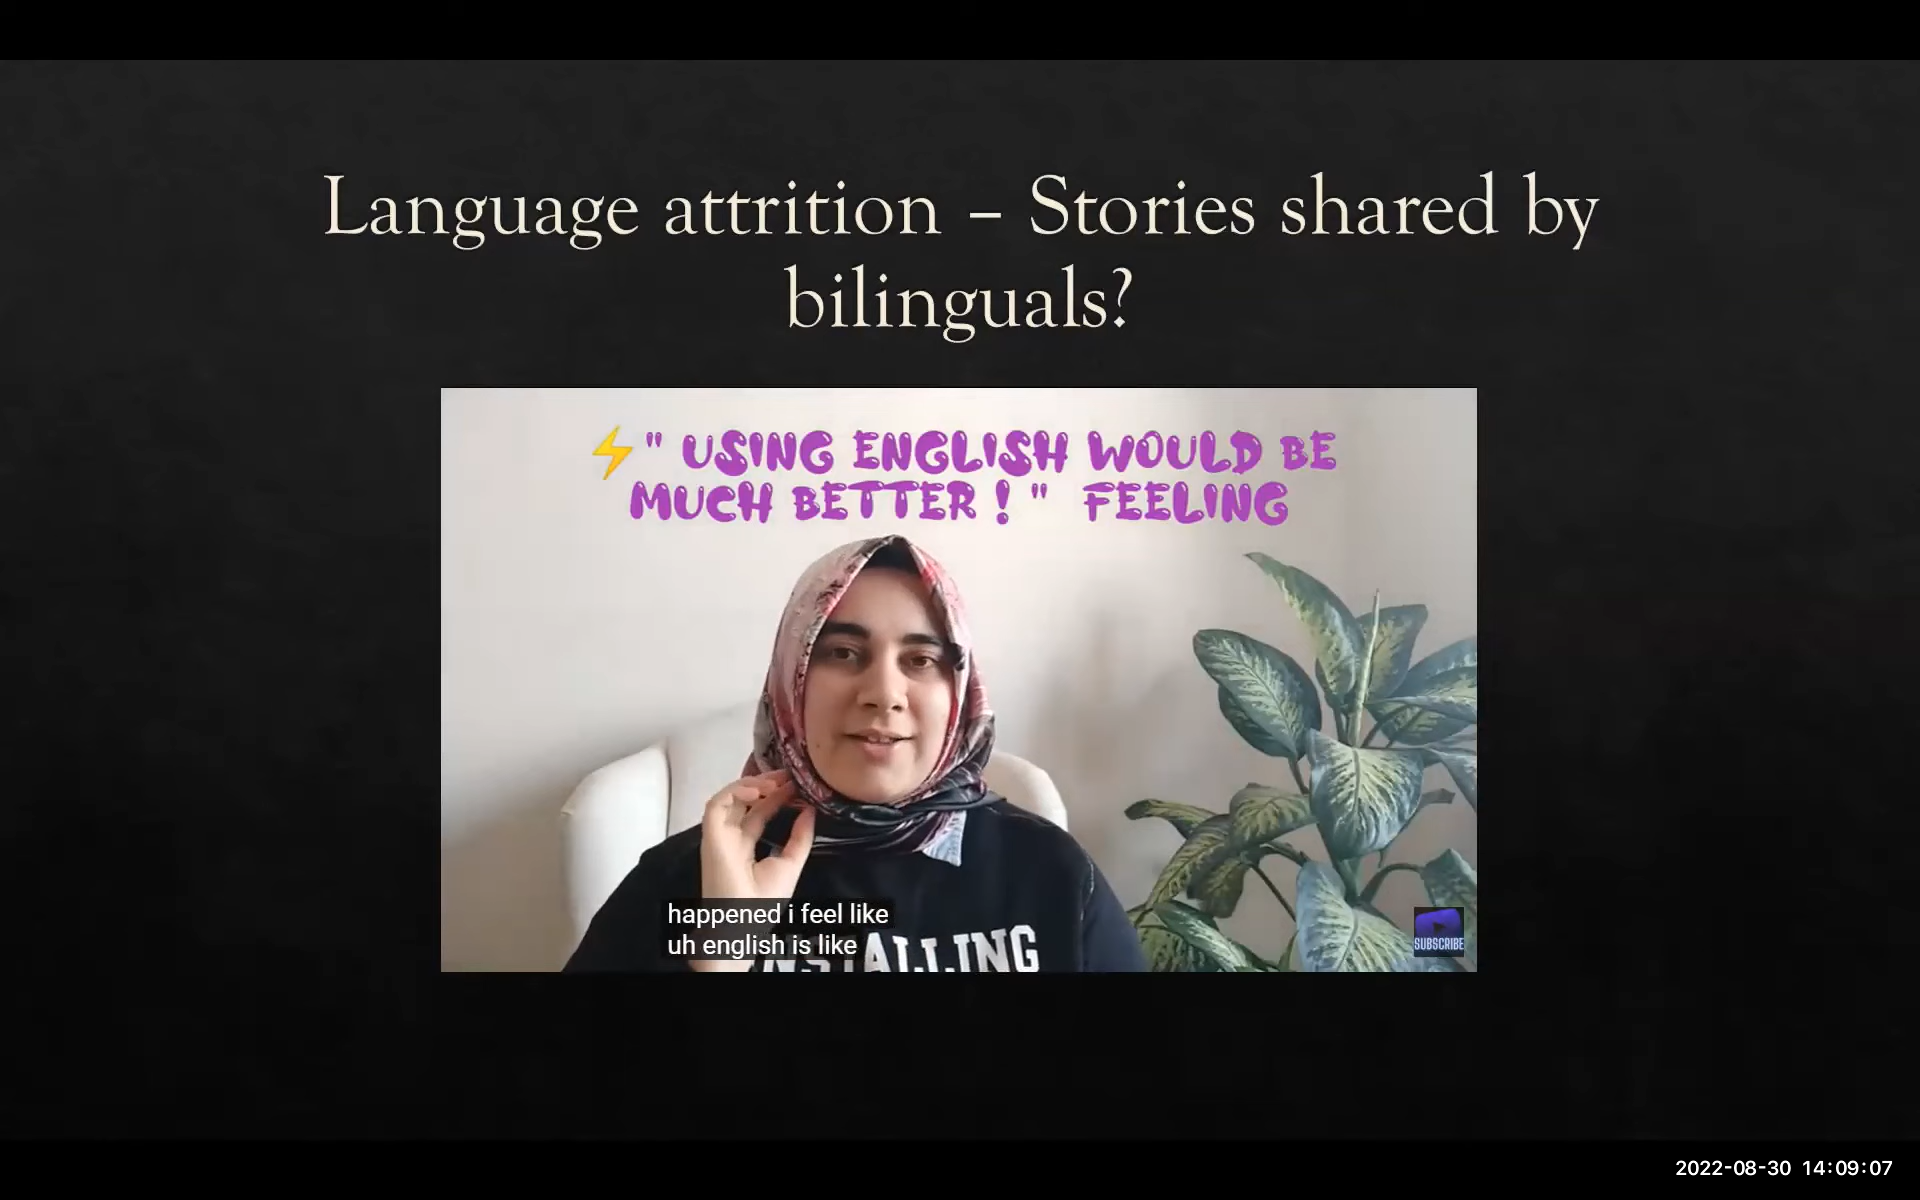 Language attrition – Stories shared by
bilinguals?
⚡" USING ENGLISH WOULD BE
MUCH BETTER ! " FEELING
happened i feel like
uh english is like
SUBSCRIBE
2022-08-30 14:09:07